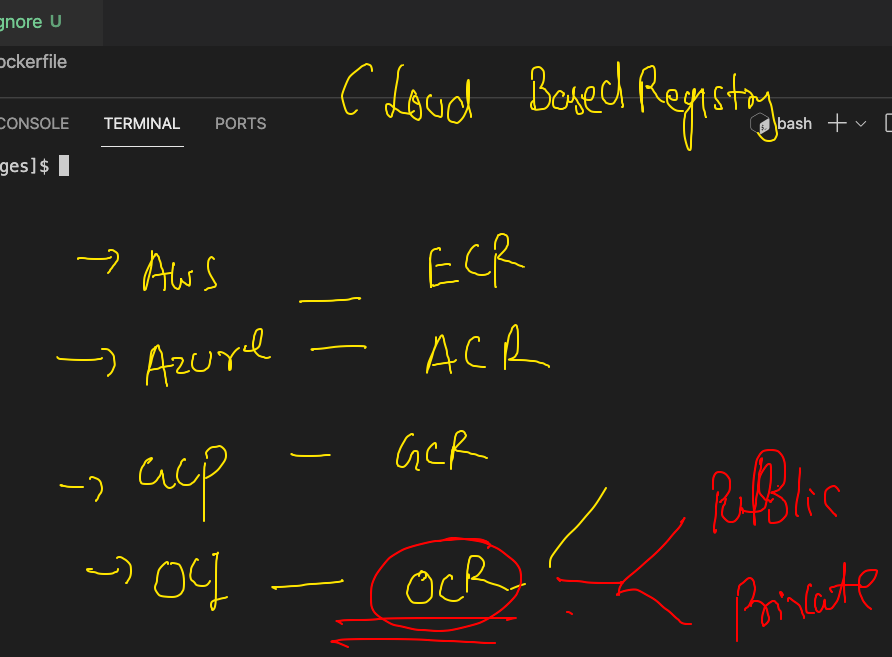 gnore U
ockerfile
CLoud Based Registry
CONSOLE TERMINAL PORTS bash
ges]$
→ AWS — ECR
→ Azure — ACR
→ GCP — GCR
→ OCI — OCR
Public
Private